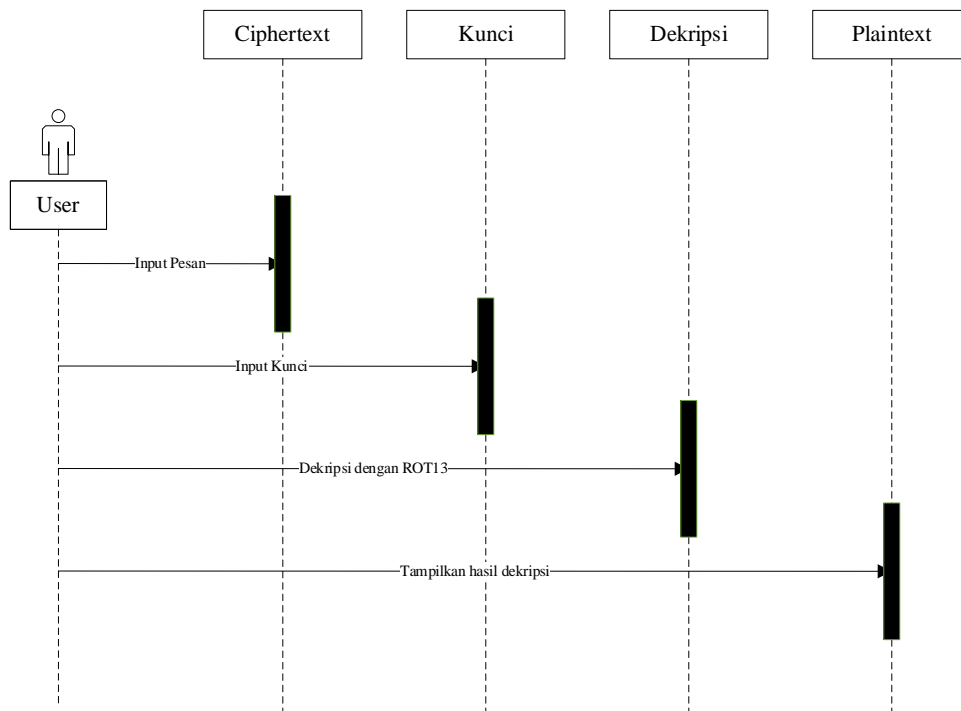 Ciphertext
Kunci
Dekripsi
Plaintext
User
Input Pesan
Input Kunci
Dekripsi dengan ROT13
Tampilkan hasil dekripsi